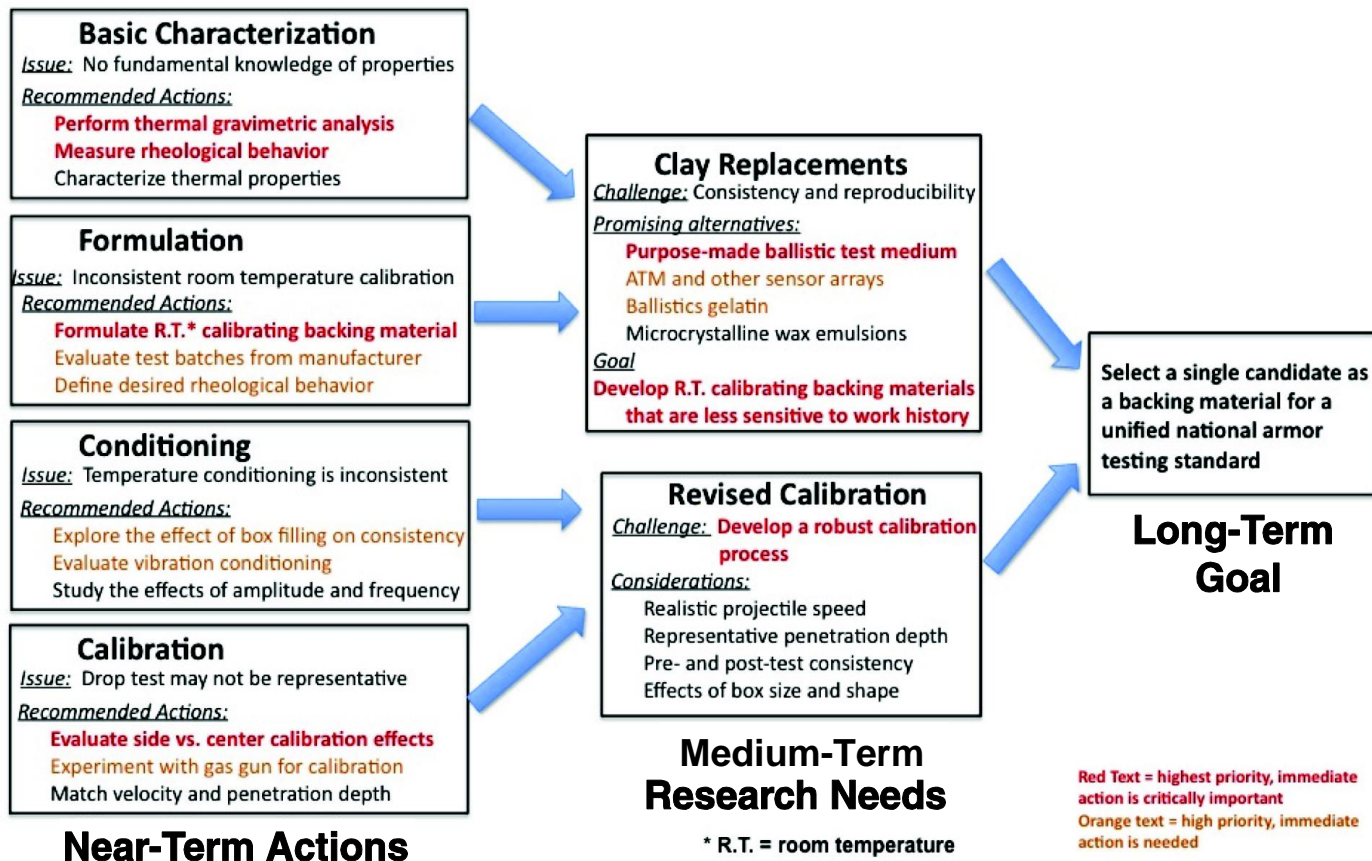 Basic Characterization
Issue: No fundamental knowledge of properties
Recommended Actions:
Perform thermal gravimetric analysis
Measure rheological behavior
Characterize thermal properties
Formulation
Issue: Inconsistent room temperature calibration
Recommended Actions:
Formulate R.T.* calibrating backing material
Evaluate test batches from manufacturer
Define desired rheological behavior
Conditioning
Issue: Temperature conditioning is inconsistent
Recommended Actions:
Explore the effect of box filling on consistency
Evaluate vibration conditioning
Study the effects of amplitude and frequency
Calibration
Issue: Drop test may not be representative
Recommended Actions:
Evaluate side vs. center calibration effects
Experiment with gas gun for calibration
Match velocity and penetration depth
Near-Term Actions
Clay Replacements
Challenge: Consistency and reproducibility
Promising alternatives:
Purpose-made ballistic test medium
ATM and other sensor arrays
Ballistics gelatin
Microcrystalline wax emulsions
Goal
Develop R.T. calibrating backing materials
that are less sensitive to work history
Revised Calibration
Challenge: Develop a robust calibration
process
Considerations:
Realistic projectile speed
Representative penetration depth
Pre- and post-test consistency
Effects of box size and shape
Medium-Term
Research Needs
* R.T. = room temperature
Select a single candidate as
a backing material for a
unified national armor
testing standard
Long-Term
Goal
Red Text = highest priority, immediate
action is critically important
Orange text = high priority, immediate
action is needed